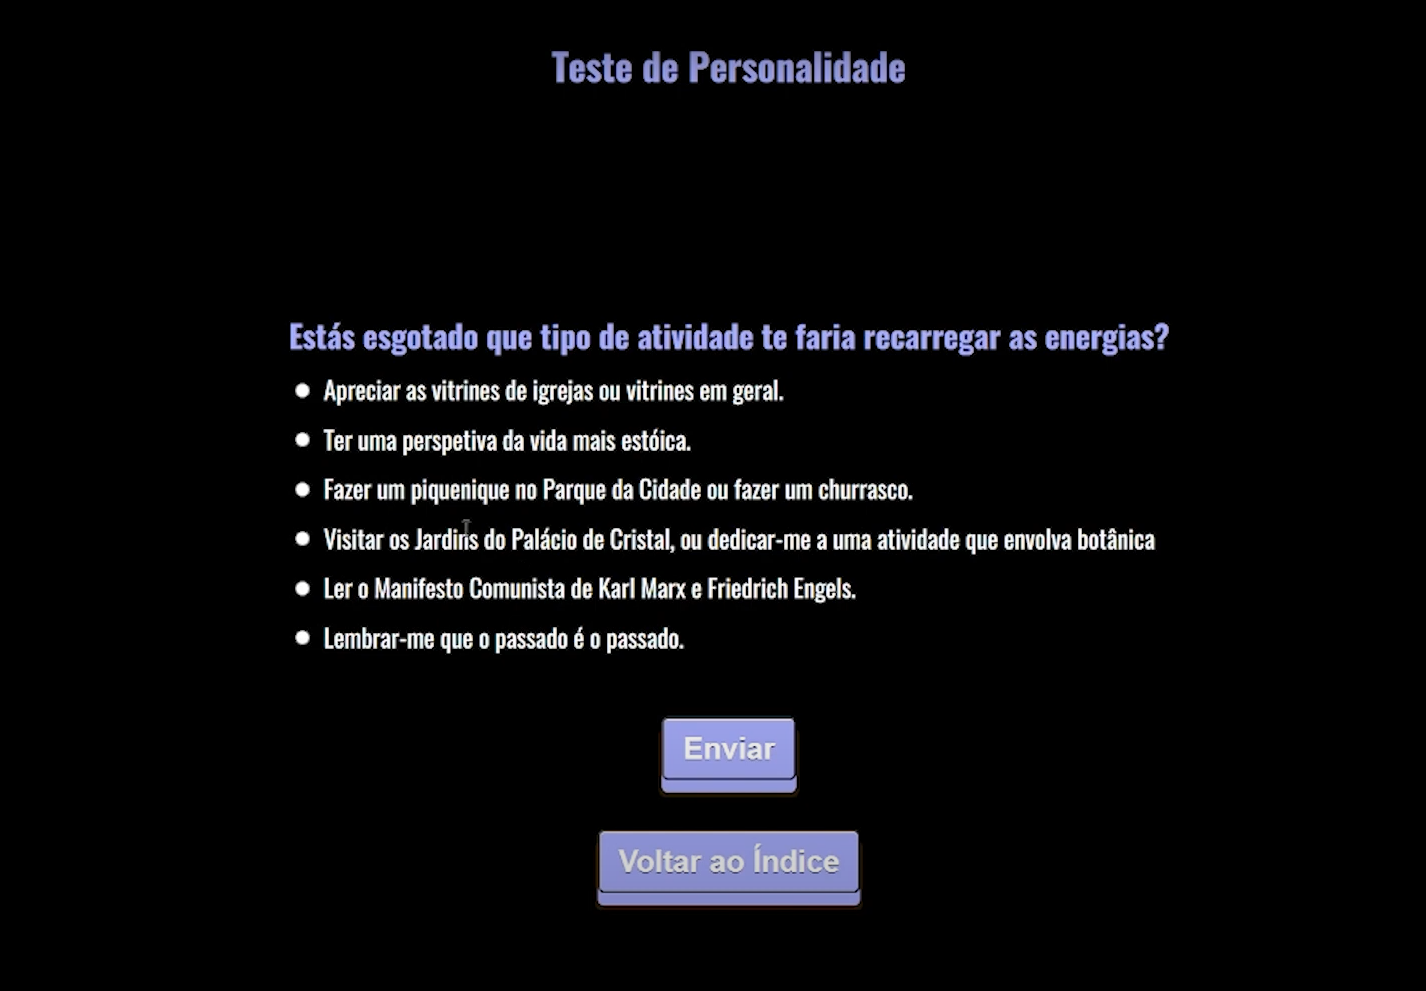 Teste de Personalidade
Estás esgotado que tipo de atividade te faria recarregar as energias?
Apreciar as vitrines de igrejas ou vitrines em geral.
Ter uma perspetiva da vida mais estóica.
Fazer um piquenique no Parque da Cidade ou fazer um churrasco.
Visitar os Jardins do Palácio de Cristal, ou dedicar-me a uma atividade que envolva botânica
Ler o Manifesto Comunista de Karl Marx e Friedrich Engels.
Lembrar-me que o passado é o passado.
Enviar
Voltar ao Índice